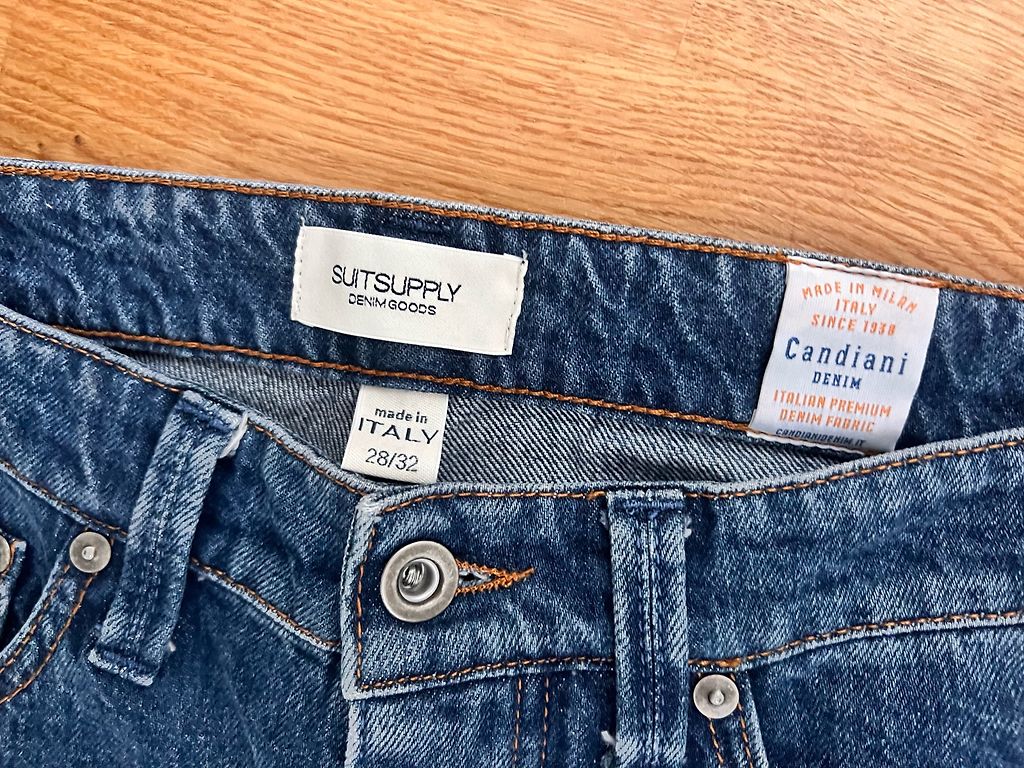 SUITSUPPLY
DENIM GOODS
made in
ITALY
28/32
MADE IN MILAN
ITALY
SINCE 1938
Candiani
DENIM
ITALIAN PREMIUM
DENIM FABRIC
CANDIANIDENIM.IT